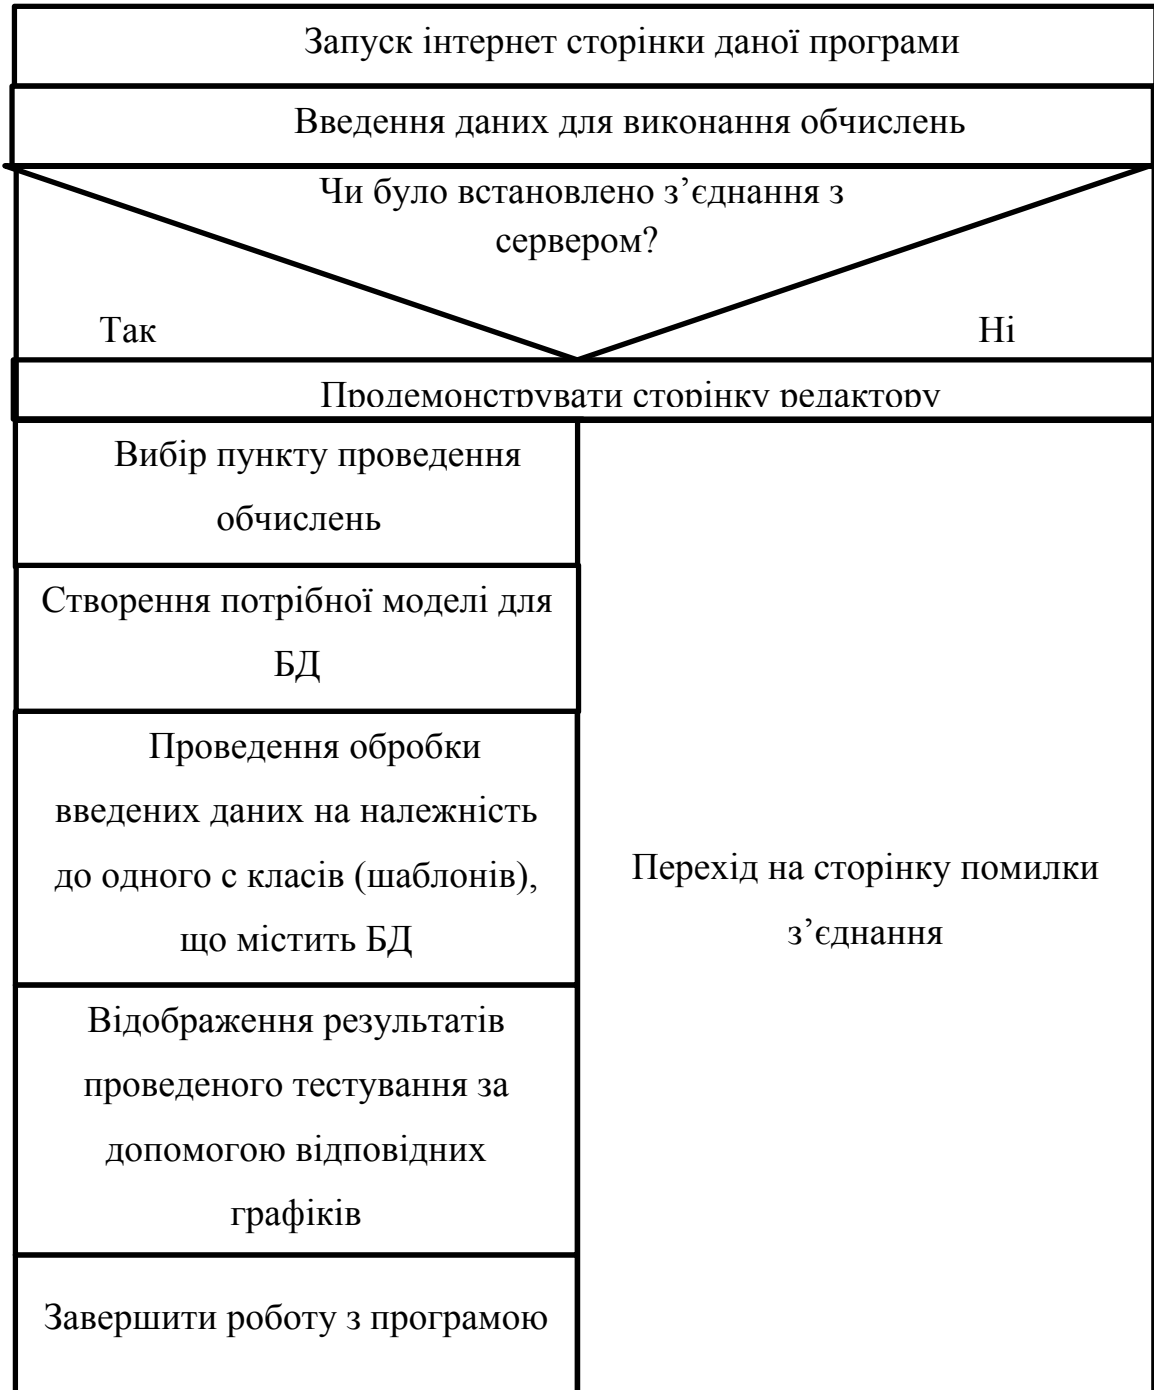 Запуск інтернет сторінки даної програми
Введення даних для виконання обчислень
Чи було встановлено з’єднання з
сервером?
Так
Ні
Продемонструвати сторінку редактору
Вибір пункту проведення
обчислень
Створення потрібної моделі для
БД
Проведення обробки
введених даних на належність
до одного с класів (шаблонів),
що містить БД
Перехід на сторінку помилки
з’єднання
Відображення результатів
проведеного тестування за
допомогою відповідних
графіків
Завершити роботу з програмою